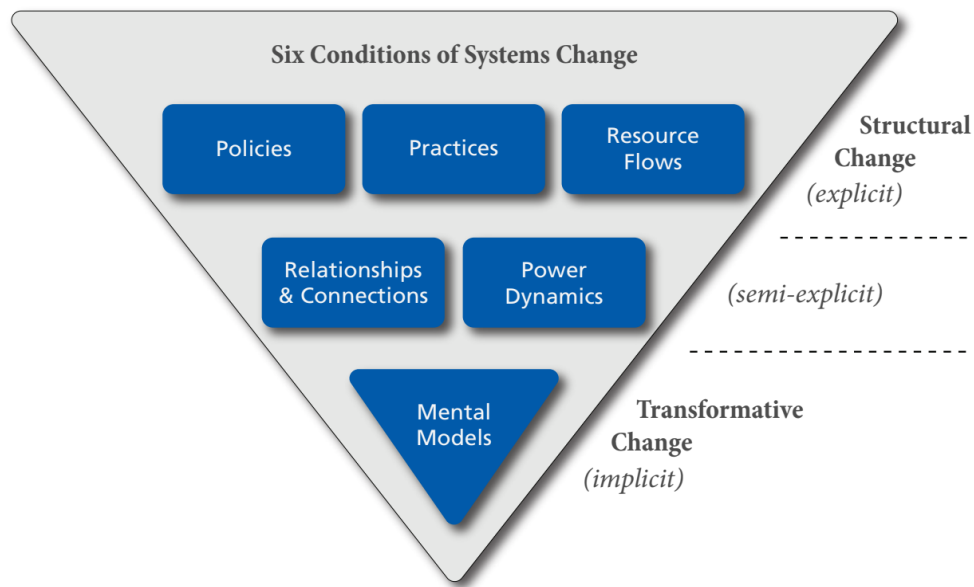 Six Conditions of Systems Change
Policies
Practices
Resource
Flows
Structural
Change
(explicit)
Relationships
& Connections
Power
Dynamics
(semi-explicit)
Mental
Models
Transformative
Change
(implicit)